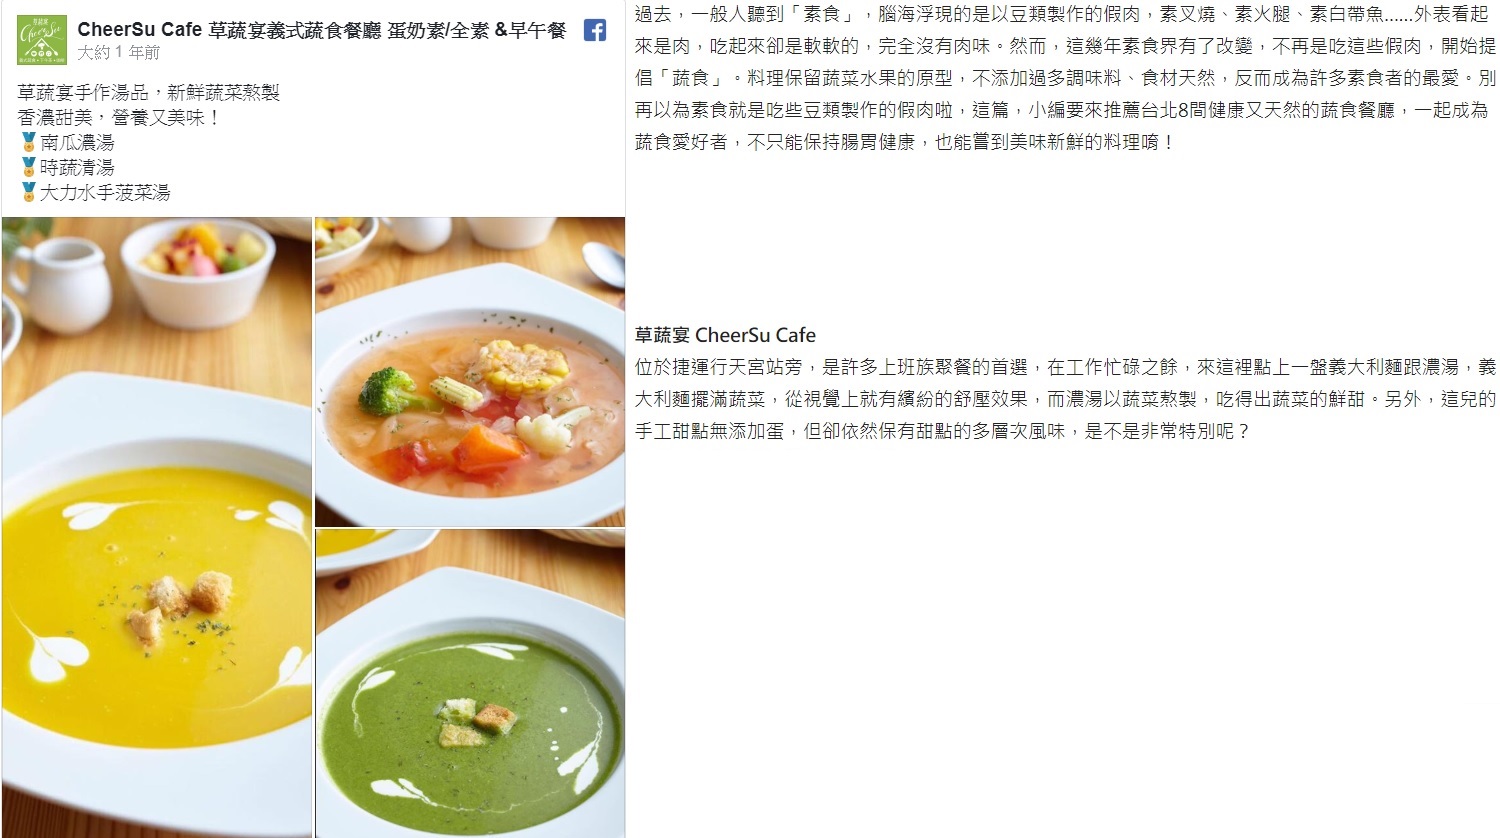 CheerSu Cafe 草蔬宴義式蔬食餐廳 蛋奶素/全素 &早午餐
大約 1 年前
草蔬宴手作湯品，新鮮蔬菜熬製
香濃甜美，營養又美味！
🏅南瓜濃湯
🏅時蔬清湯
🏅大力水手菠菜湯
過去，一般人聽到「素食」，腦海浮現的是以豆類製作的假肉，素叉燒、素火腿、素白帶魚……外表看起
來是肉，吃起來卻是軟軟的，完全沒有肉味。然而，這幾年素食界有了改變，不再是吃這些假肉，開始提
倡「蔬食」。料理保留蔬菜水果的原型，不添加過多調味料、食材天然，反而成為許多素食者的最愛。別
再以為素食就是吃些豆類製作的假肉啦，這篇，小編要來推薦台北8間健康又天然的蔬食餐廳，一起成為
蔬食愛好者，不只能保持腸胃健康，也能嘗到美味新鮮的料理唷！
草蔬宴 CheerSu Cafe
位於捷運行天宮站旁，是許多上班族聚餐的首選，在工作忙碌之餘，來這裡點上一盤義大利麵跟濃湯，義
大利麵擺滿蔬菜，從視覺上就有繽紛的舒壓效果，而濃湯以蔬菜熬製，吃得出蔬菜的鮮甜。另外，這兒的
手工甜點無添加蛋，但卻依然保有甜點的多層次風味，是不是非常特別呢？